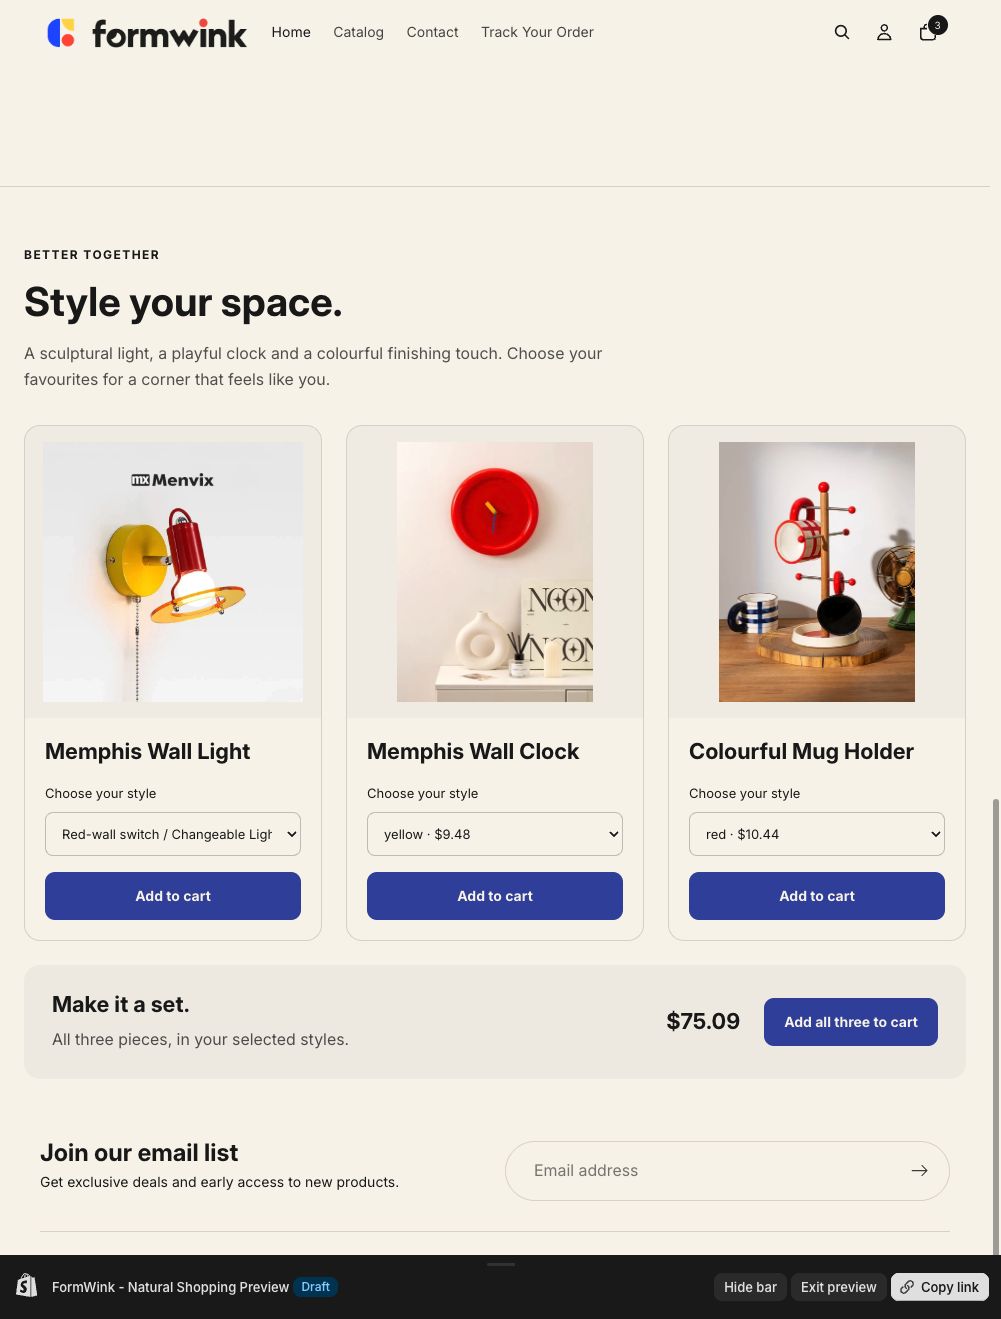 formwink
Home Catalog Contact Track Your Order
3
BETTER TOGETHER
Style your space.
A sculptural light, a playful clock and a colourful finishing touch. Choose your
favourites for a corner that feels like you.
mx Menvix
NOON
NOON
Memphis Wall Light
Choose your style
Red-wall switch / Changeable Ligh
Add to cart
Memphis Wall Clock
Choose your style
yellow · $9.48
Add to cart
Colourful Mug Holder
Choose your style
red · $10.44
Add to cart
Make it a set.
All three pieces, in your selected styles.
$75.09
Add all three to cart
Join our email list
Get exclusive deals and early access to new products.
Email address
FormWink - Natural Shopping Preview Draft
Hide bar
Exit preview
Copy link